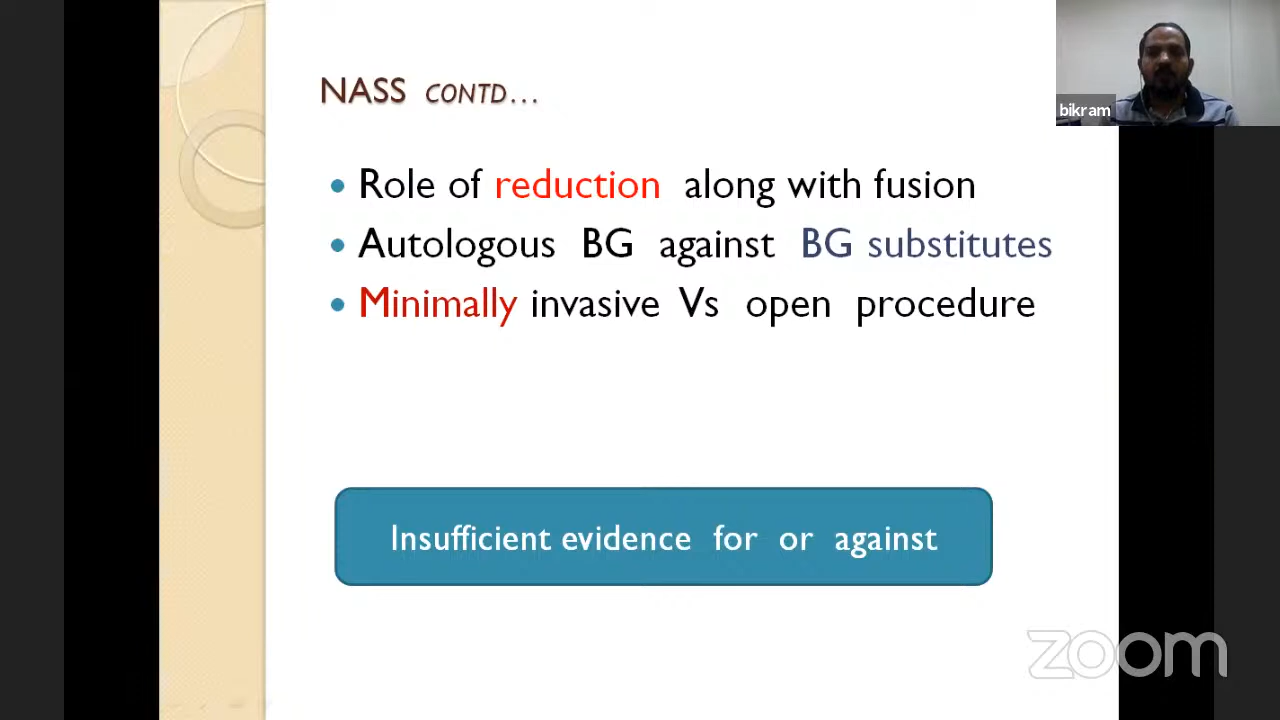 NASS CONTD...
bikram
Role of reduction along with fusion
Autologous BG against BG substitutes
Minimally invasive Vs open procedure
Insufficient evidence for or against
zoom